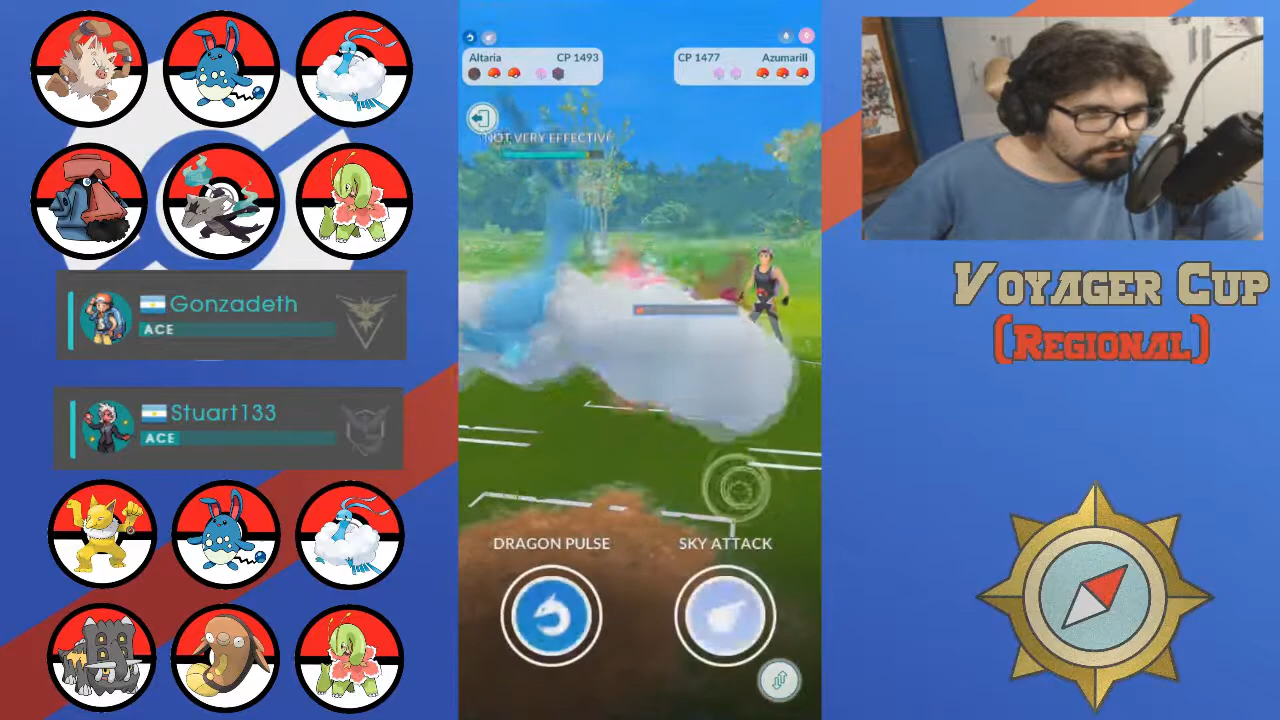 Altaria CP 1493
CP 1477 Azumarill
NOT VERY EFFECTIVE
Gonzadeth
ACE
Stuart133
ACE
VOYAGER CUP
(REGIONAL)
DRAGON PULSE
SKY ATTACK